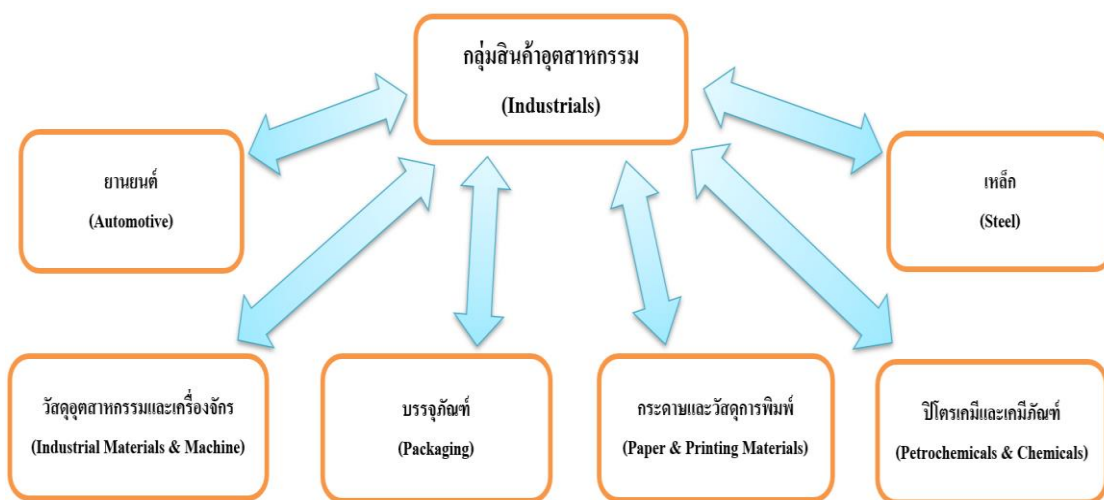 กลุ่มสินค้าอุตสาหกรรม
(Industrials)
ยานยนต์
(Automotive)
เหล็ก
(Steel)
วัสดุอุตสาหกรรมและเครื่องจักร
(Industrial Materials & Machine)
บรรจุภัณฑ์
(Packaging)
กระดาษและวัสดุการพิมพ์
(Paper & Printing Materials)
ปิโตรเคมีและเคมีภัณฑ์
(Petrochemicals & Chemicals)